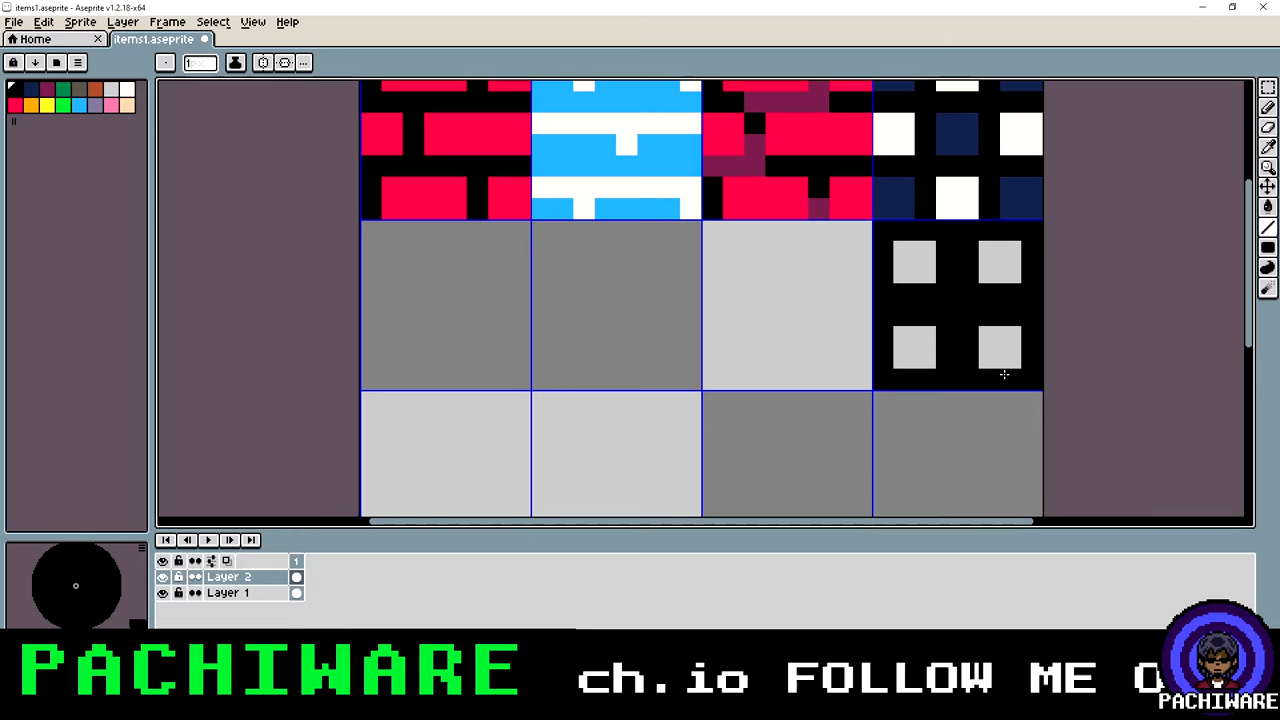 items1.aseprite - Aseprite v1.2.18-x64
File Edit Sprite Layer Frame Select View Help
Home items1.aseprite
1px
1
Layer 2
Layer 1
PACHIWARE ch.io FOLLOW ME O
PACHIWARE